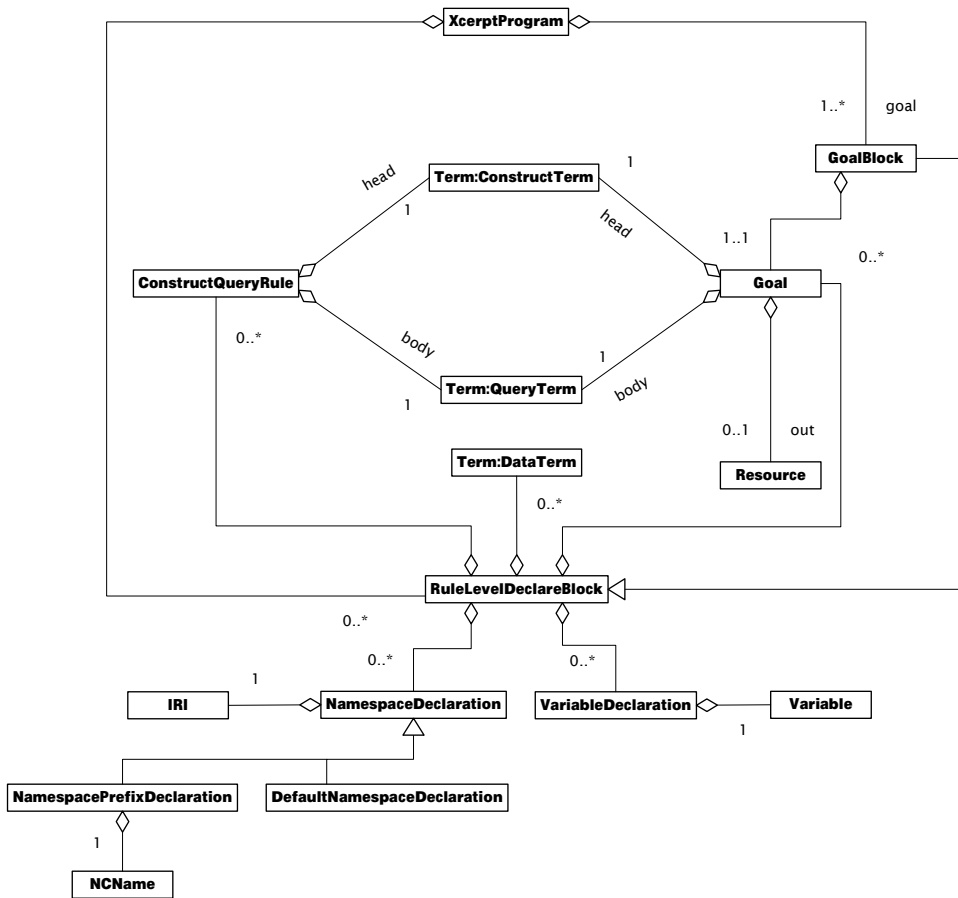 XcerptProgram
1..* goal
GoalBlock
Term:ConstructTerm
1
head
1
head
1..1
0..*
ConstructQueryRule
Goal
0..*
body
1
body
1
Term:QueryTerm
0..1 out
Term:DataTerm
Resource
0..*
RuleLevelDeclareBlock
0..*
0..*
0..*
1
IRI
NamespaceDeclaration
VariableDeclaration
Variable
1
NamespacePrefixDeclaration
DefaultNamespaceDeclaration
1
NCName